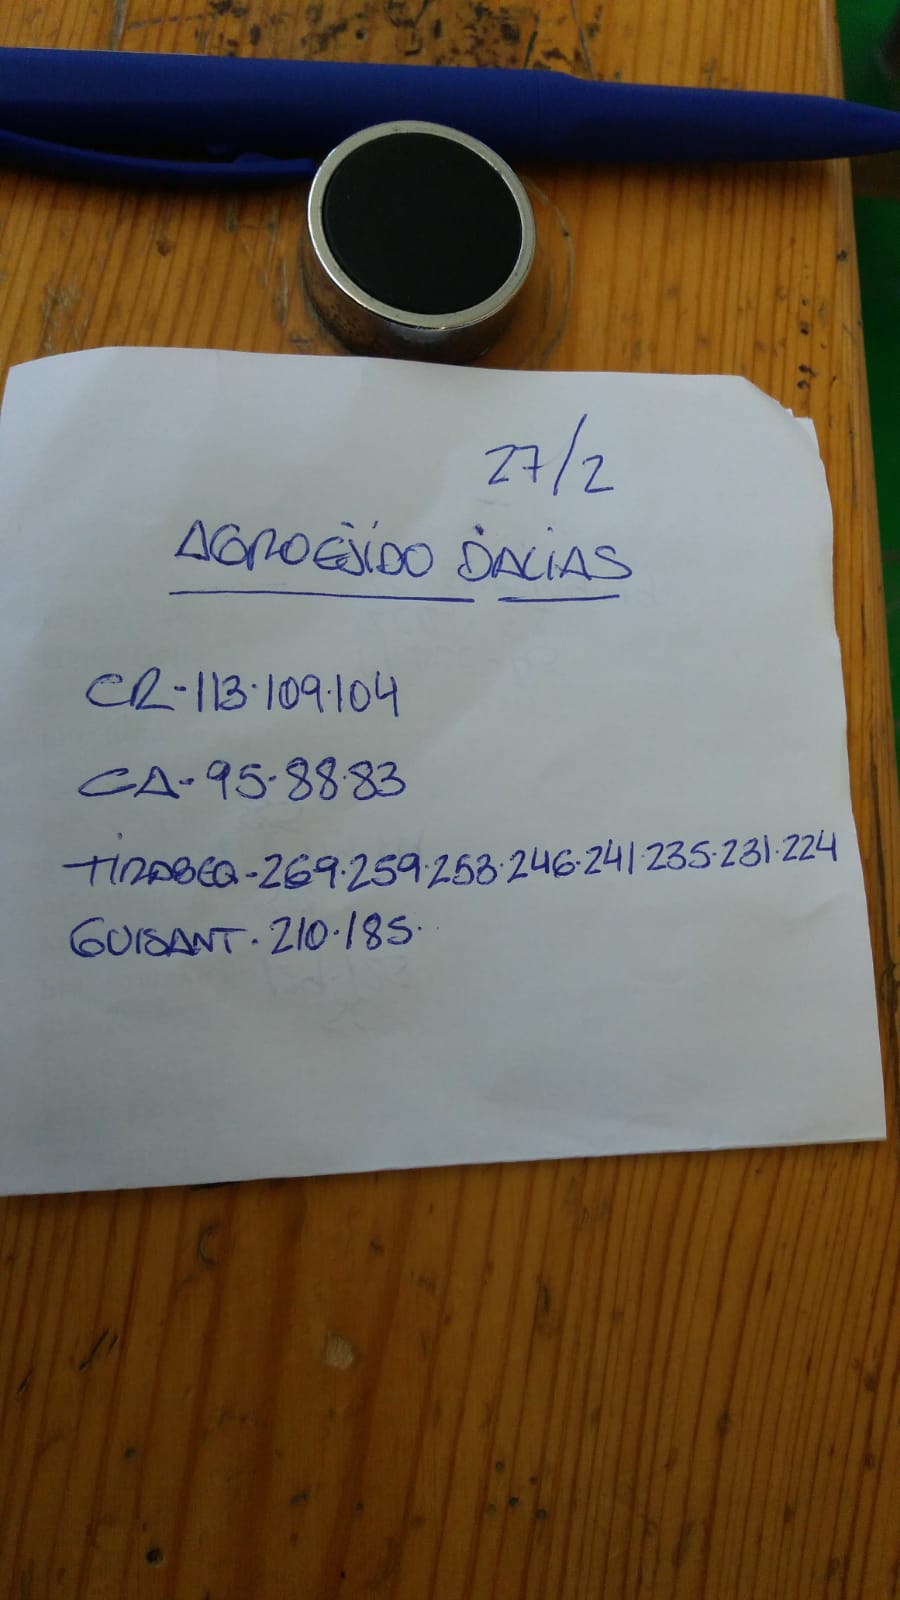 27/2
AGROEJIDO DALIAS
CR-113.109.104
CA-95-88.83
TIRABEQ-269.259.253.246.241.235.231.224
GUISANT.210.185.